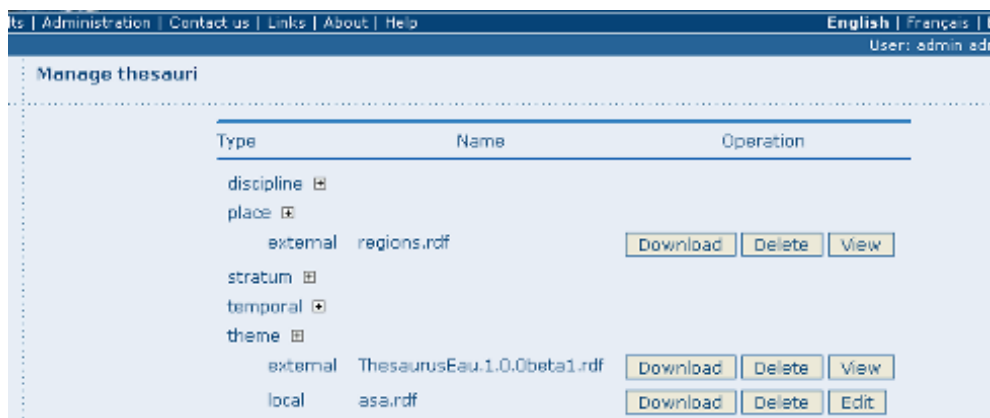 lts | Administration | Contact us | Links | About | Help English | Français |
User: admin adm
Manage thesauri
Type Name Operation
discipline +
place +
external regions.rdf Download Delete View
stratum +
temporal +
theme +
external ThesaurusEau.1.0.0beta1.rdf Download Delete View
local asa.rdf Download Delete Edit